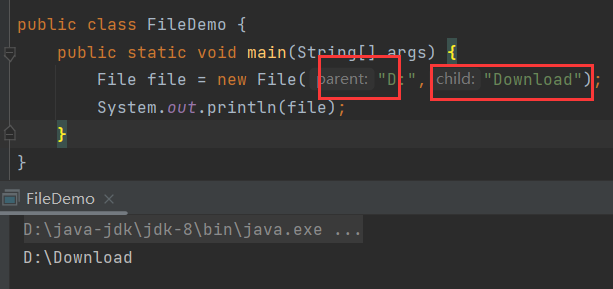 public class FileDemo {
public static void main(String[] args) {
File file = new File( parent: "D:", child: "Download");
System.out.println(file);
}
}
FileDemo ×
D:\java-jdk\jdk-8\bin\java.exe ...
D:\Download